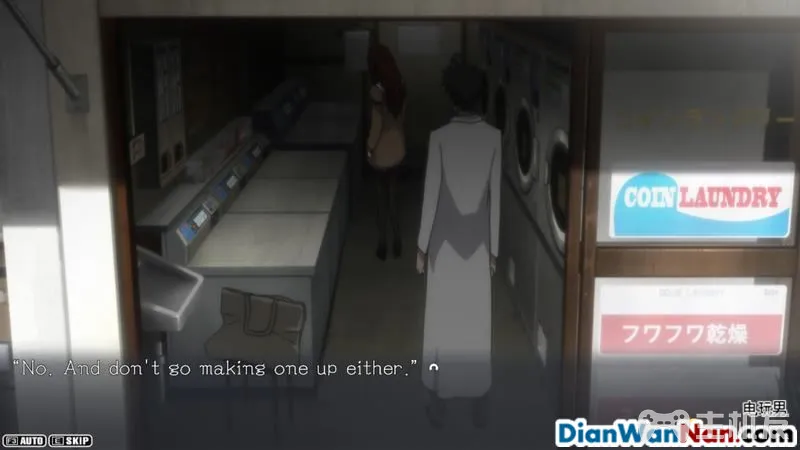 COIN LAUNDRY
フワフワ乾燥
“No. And don't go making one up either.”
F3 AUTO C SKIP
电玩男
DianWanNan.com